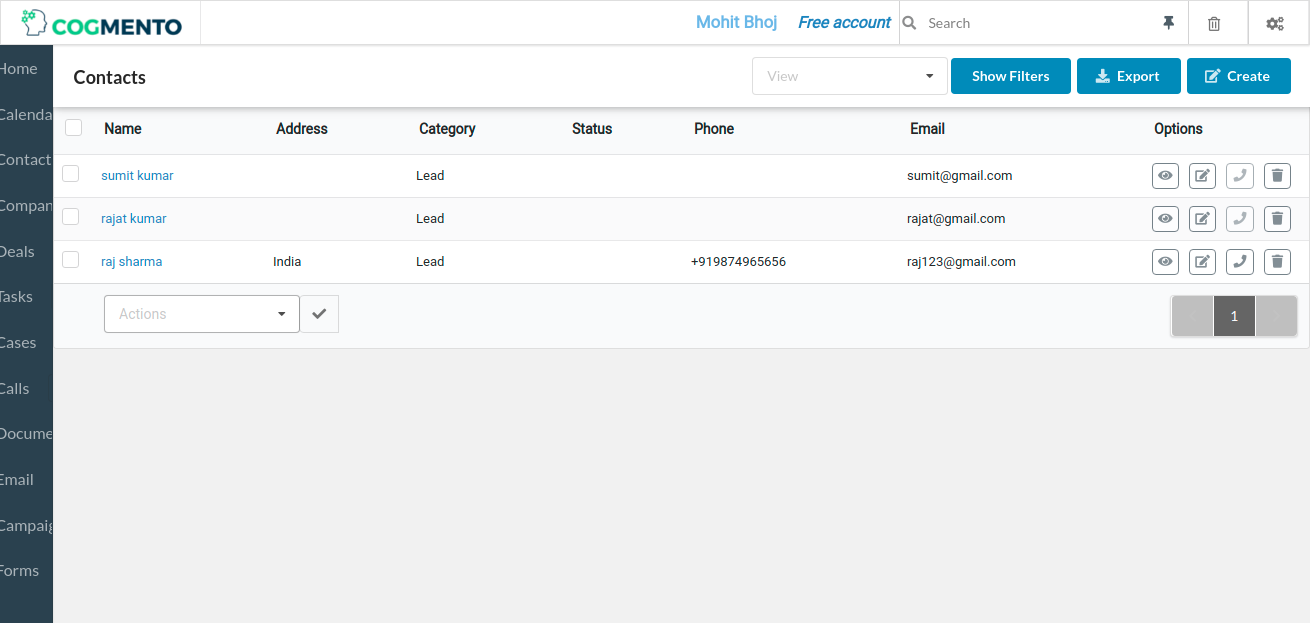 COGMENTO
Mohit Bhoj Free account Search
Home
Calenda
Contact
Compan
Deals
Tasks
Cases
Calls
Docume
Email
Campaig
Forms
Contacts
View Show Filters Export Create
Name Address Category Status Phone Email Options
sumit kumar Lead sumit@gmail.com
rajat kumar Lead rajat@gmail.com
raj sharma India Lead +919874965656 raj123@gmail.com
Actions 1